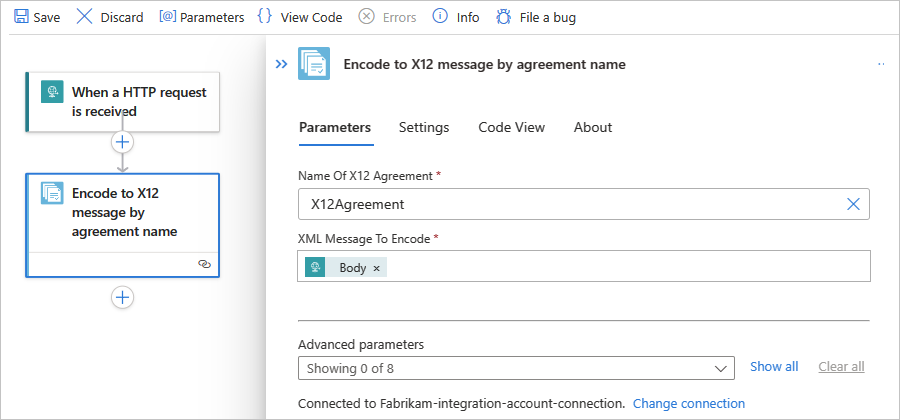 Save Discard Parameters View Code Errors Info File a bug
When a HTTP request
is received
Encode to X12
message by
agreement name
Encode to X12 message by agreement name
Parameters Settings Code View About
Name Of X12 Agreement *
X12Agreement
XML Message To Encode *
Body ×
Advanced parameters
Showing 0 of 8 Show all Clear all
Connected to Fabrikam-integration-account-connection. Change connection